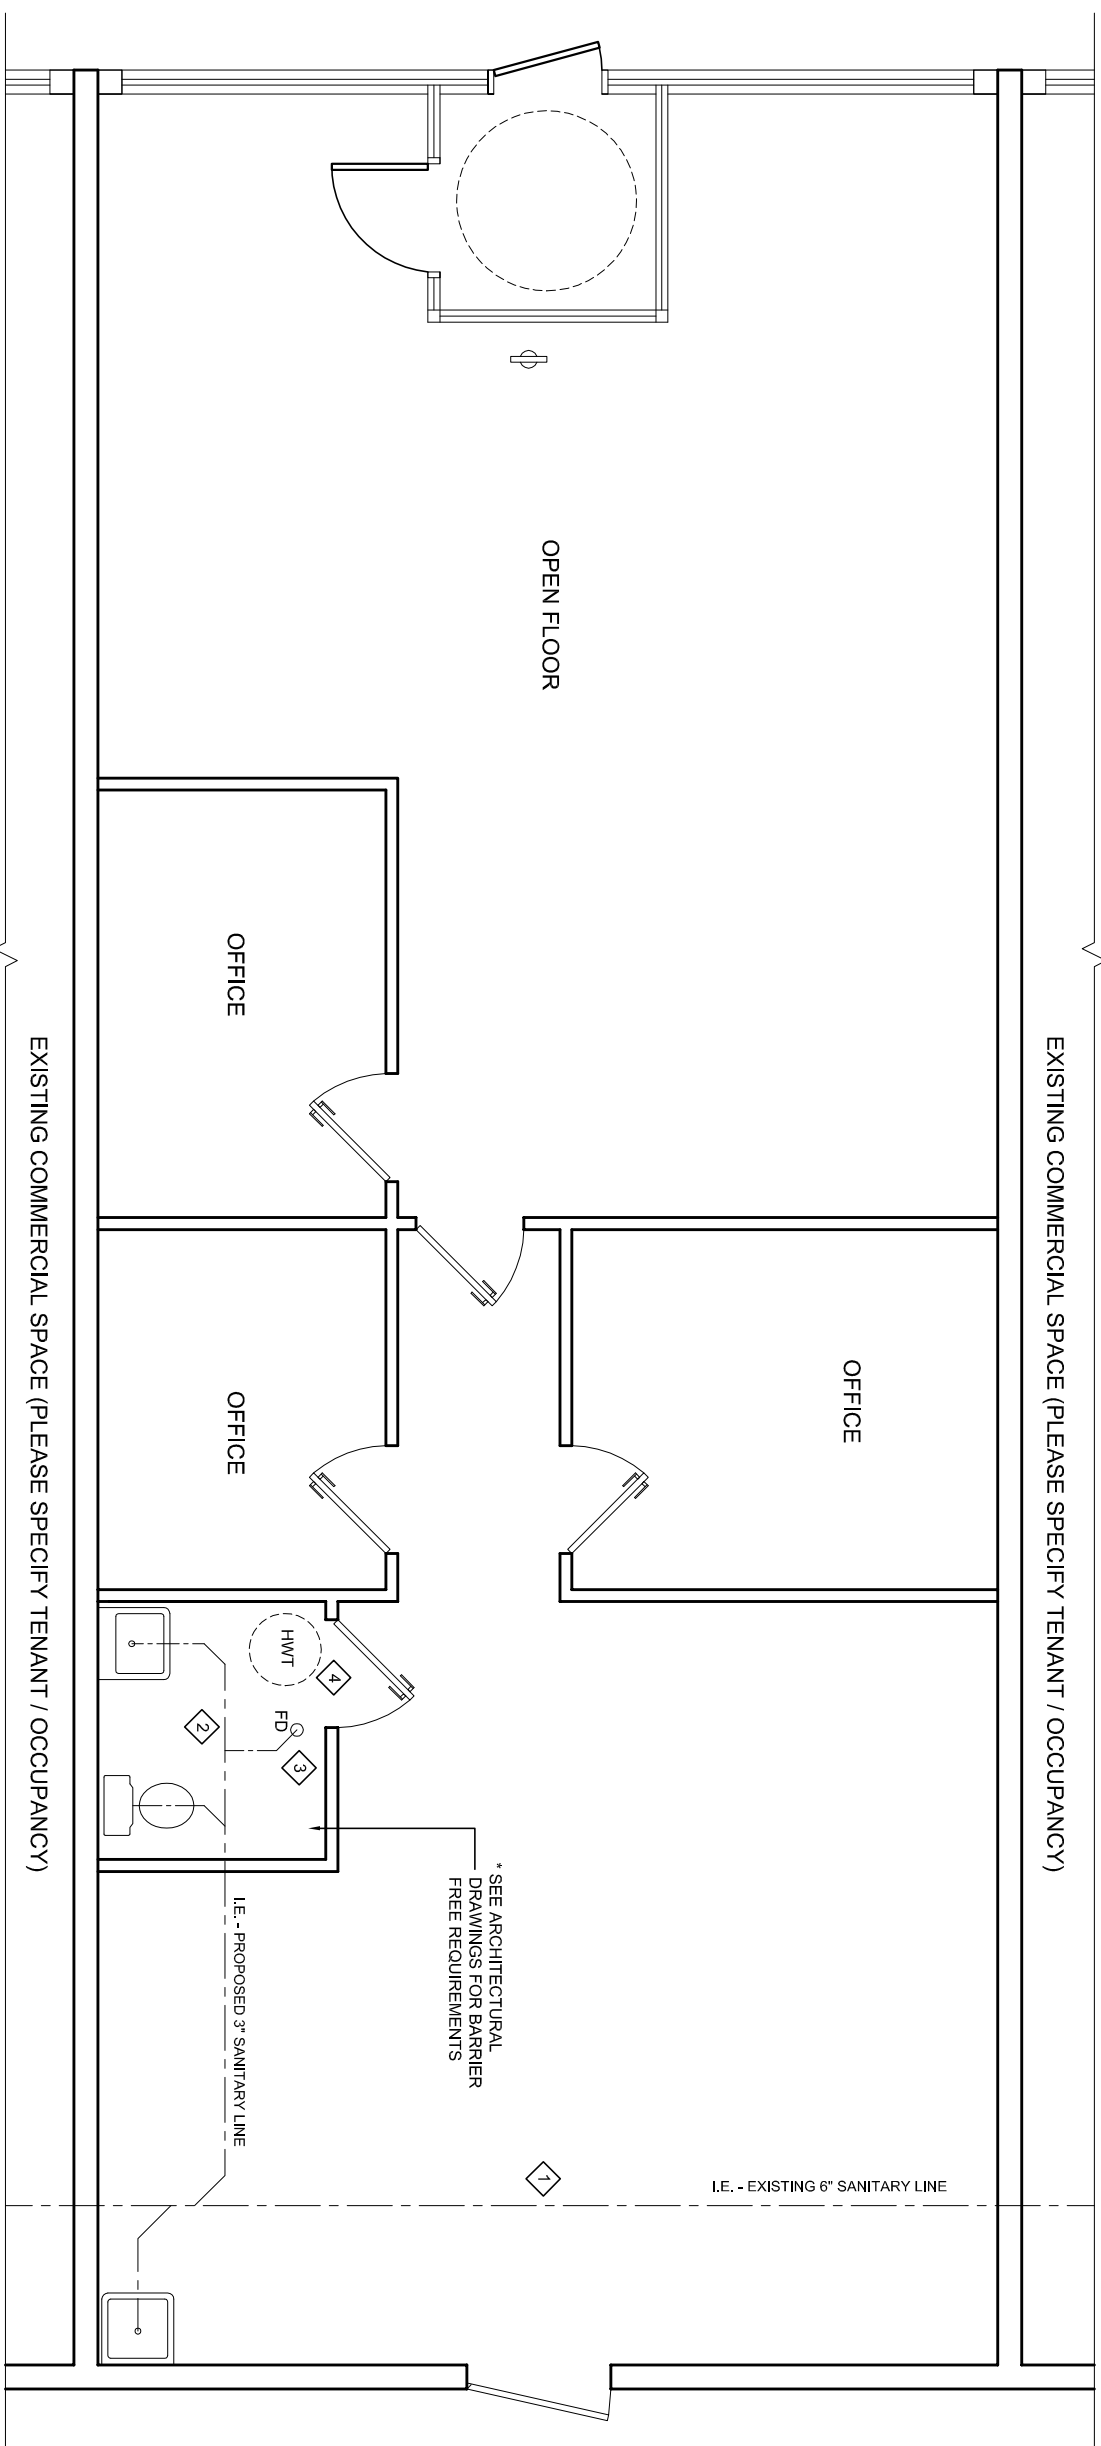 EXISTING COMMERCIAL SPACE (PLEASE SPECIFY TENANT / OCCUPANCY)
OPEN FLOOR
OFFICE
OFFICE
OFFICE
I.E. - EXISTING 6" SANITARY LINE
1
* SEE ARCHITECTURAL
DRAWINGS FOR BARRIER
FREE REQUIREMENTS
4
HWT
3
FD
2
I.E. - PROPOSED 3" SANITARY LINE
EXISTING COMMERCIAL SPACE (PLEASE SPECIFY TENANT / OCCUPANCY)